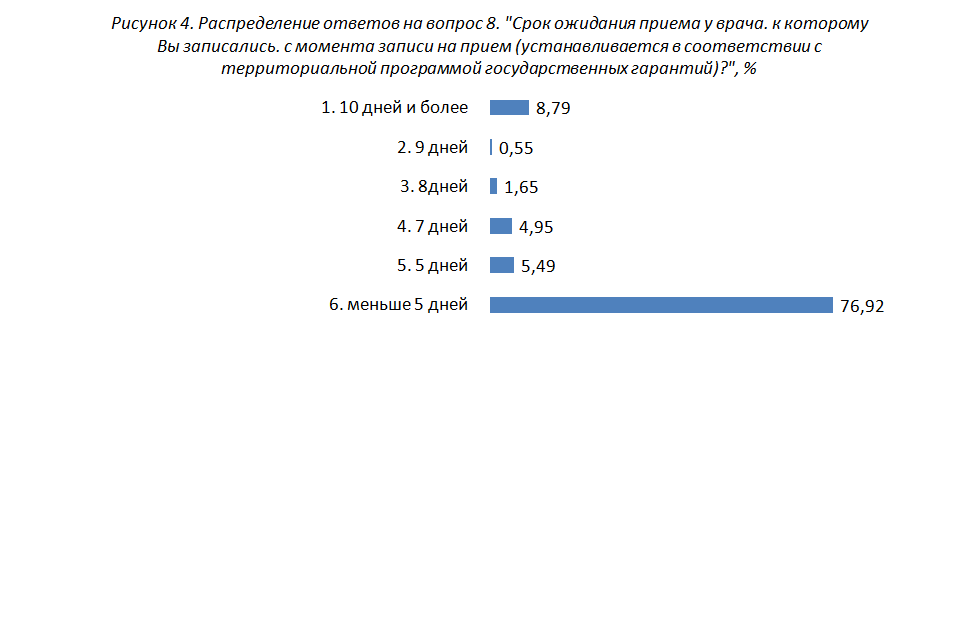 Рисунок 4. Распределение ответов на вопрос 8. "Срок ожидания приема у врача. к которому
Вы записались. с момента записи на прием (устанавливается в соответствии с
территориальной программой государственных гарантий)?", %
1. 10 дней и более 8,79
2. 9 дней 0,55
3. 8дней 1,65
4. 7 дней 4,95
5. 5 дней 5,49
6. меньше 5 дней 76,92